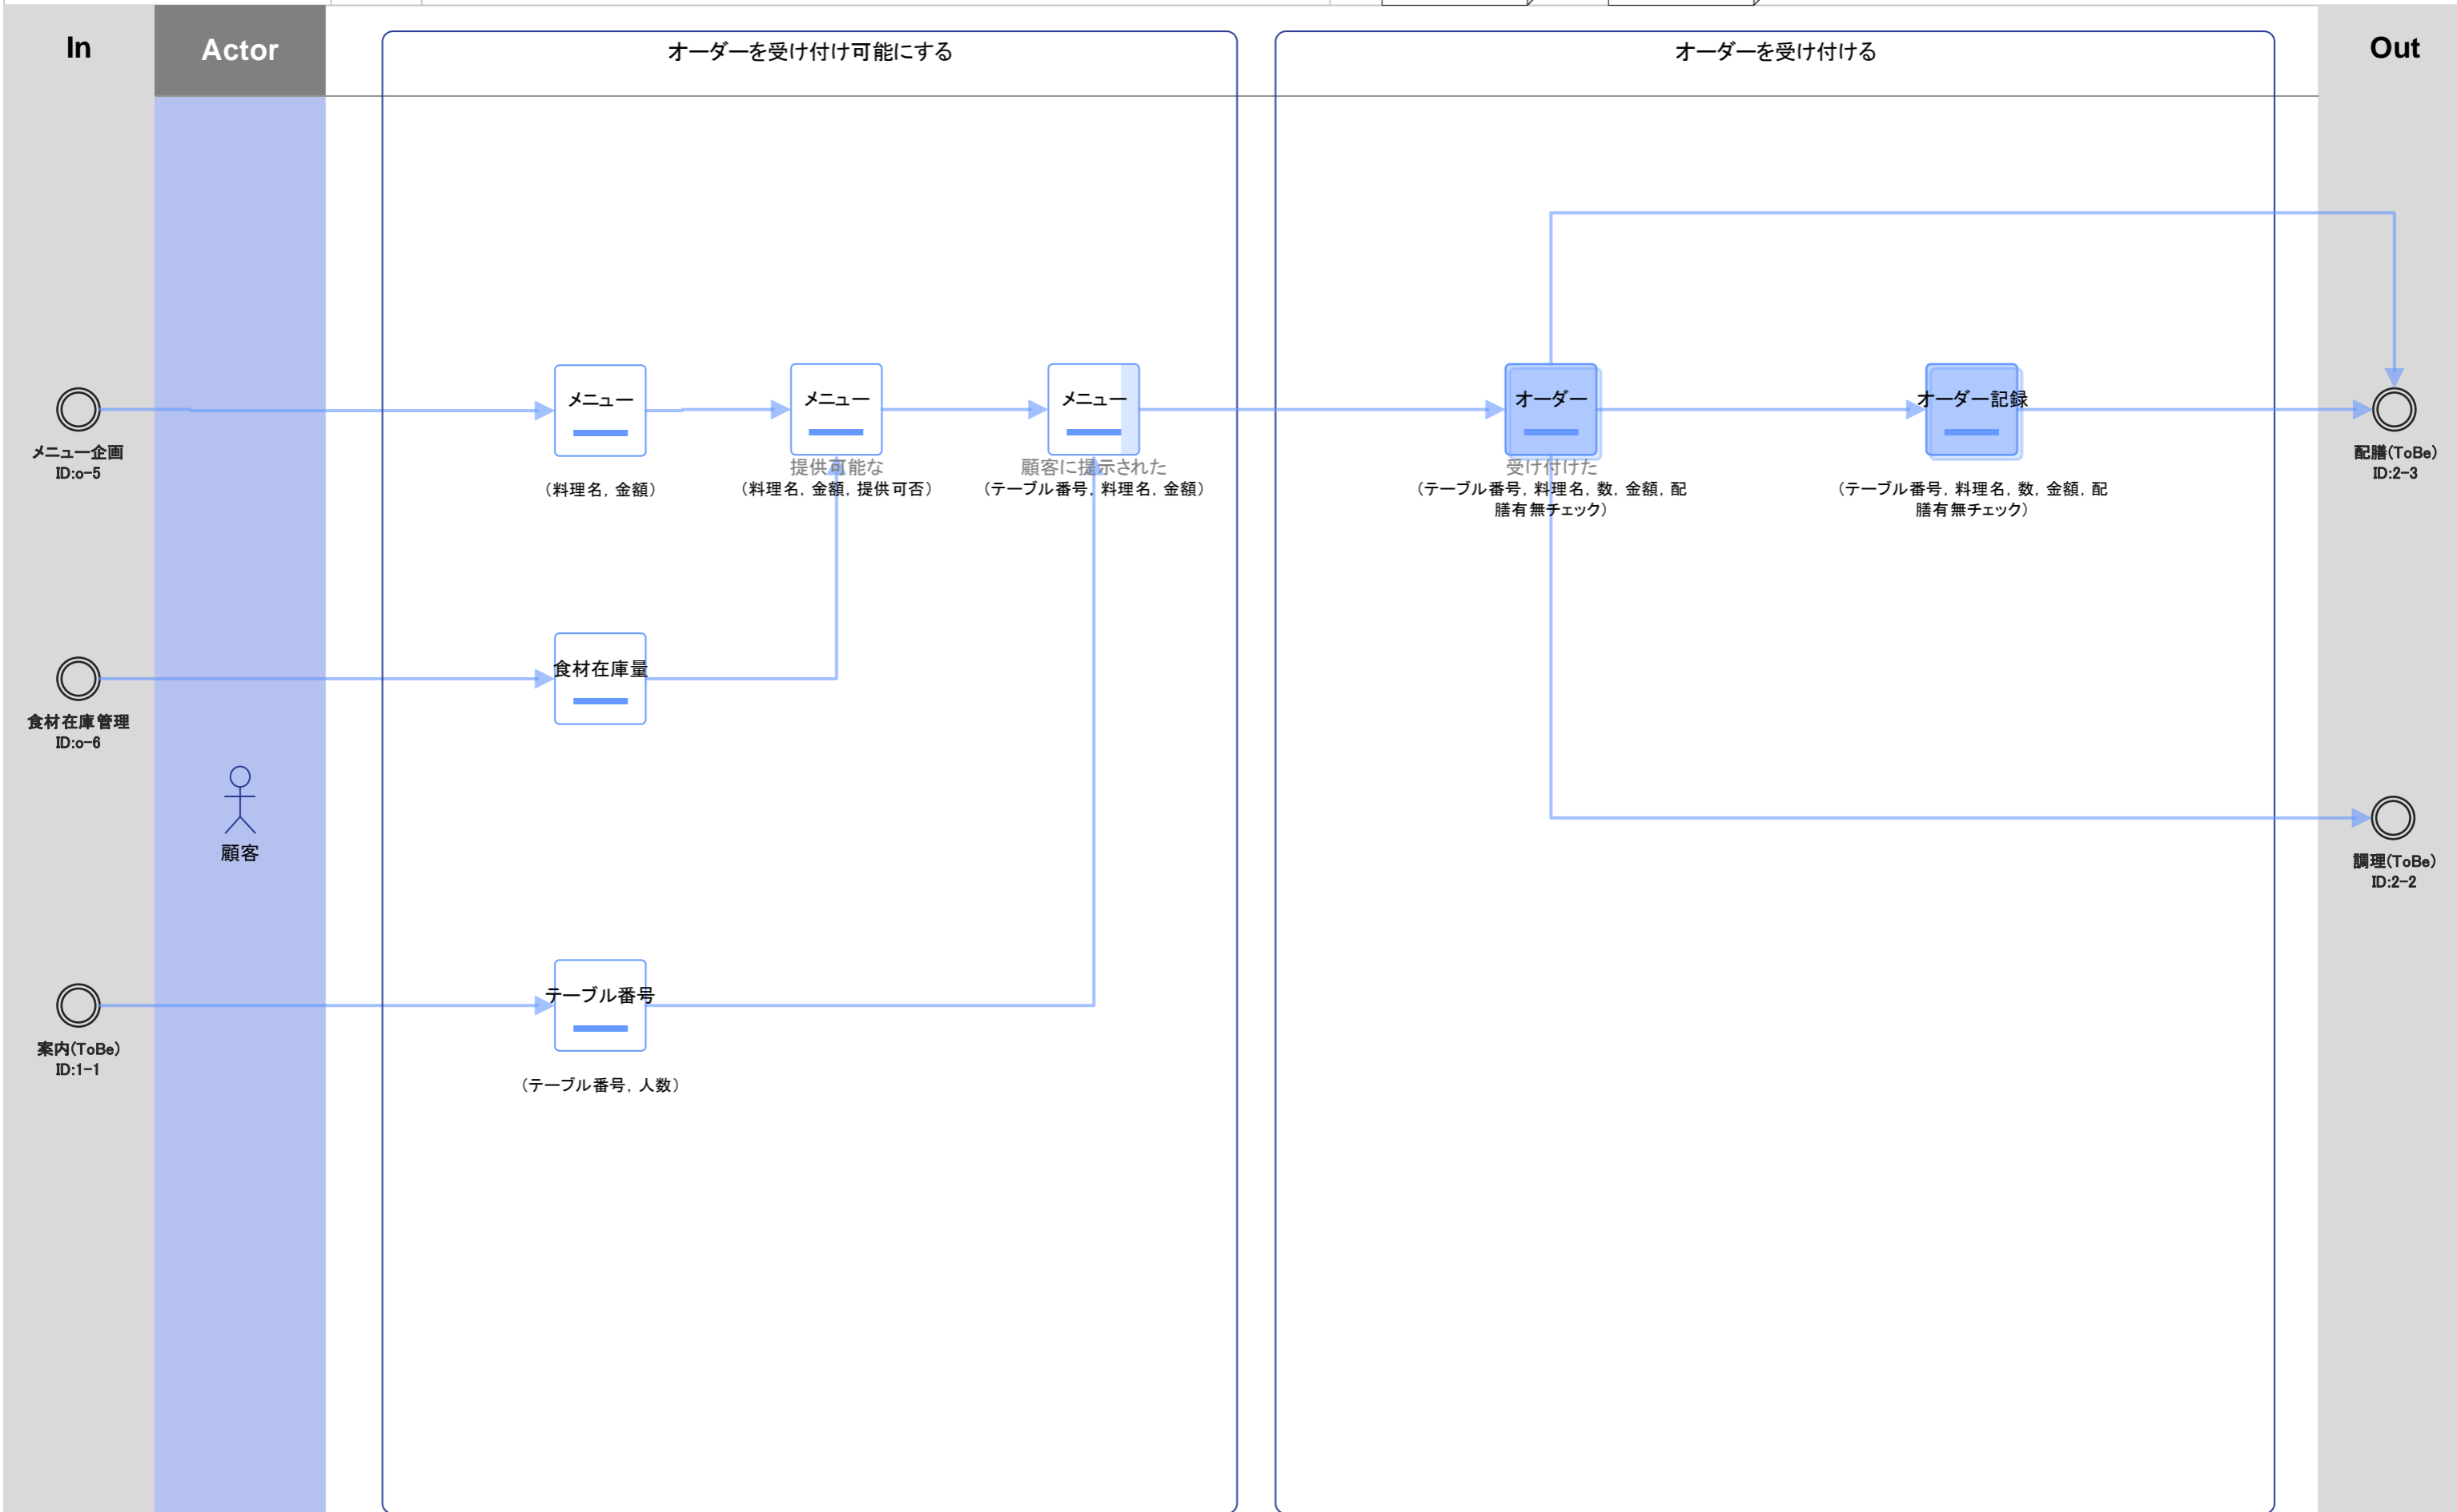 In
Actor
オーダーを受け付け可能にする
オーダーを受け付ける
Out
メニュー
メニュー
メニュー
オーダー
オーダー記録
メニュー企画
ID:o-5
提供可能な
顧客に提示された
受け付けた
配膳(ToBe)
ID:2-3
（料理名, 金額）
（料理名, 金額, 提供可否）
（テーブル番号, 料理名, 金額）
（テーブル番号, 料理名, 数, 金額, 配
膳有無チェック）
（テーブル番号, 料理名, 数, 金額, 配
膳有無チェック）
食材在庫量
食材在庫管理
ID:o-6
顧客
調理(ToBe)
ID:2-2
テーブル番号
案内(ToBe)
ID:1-1
（テーブル番号, 人数）